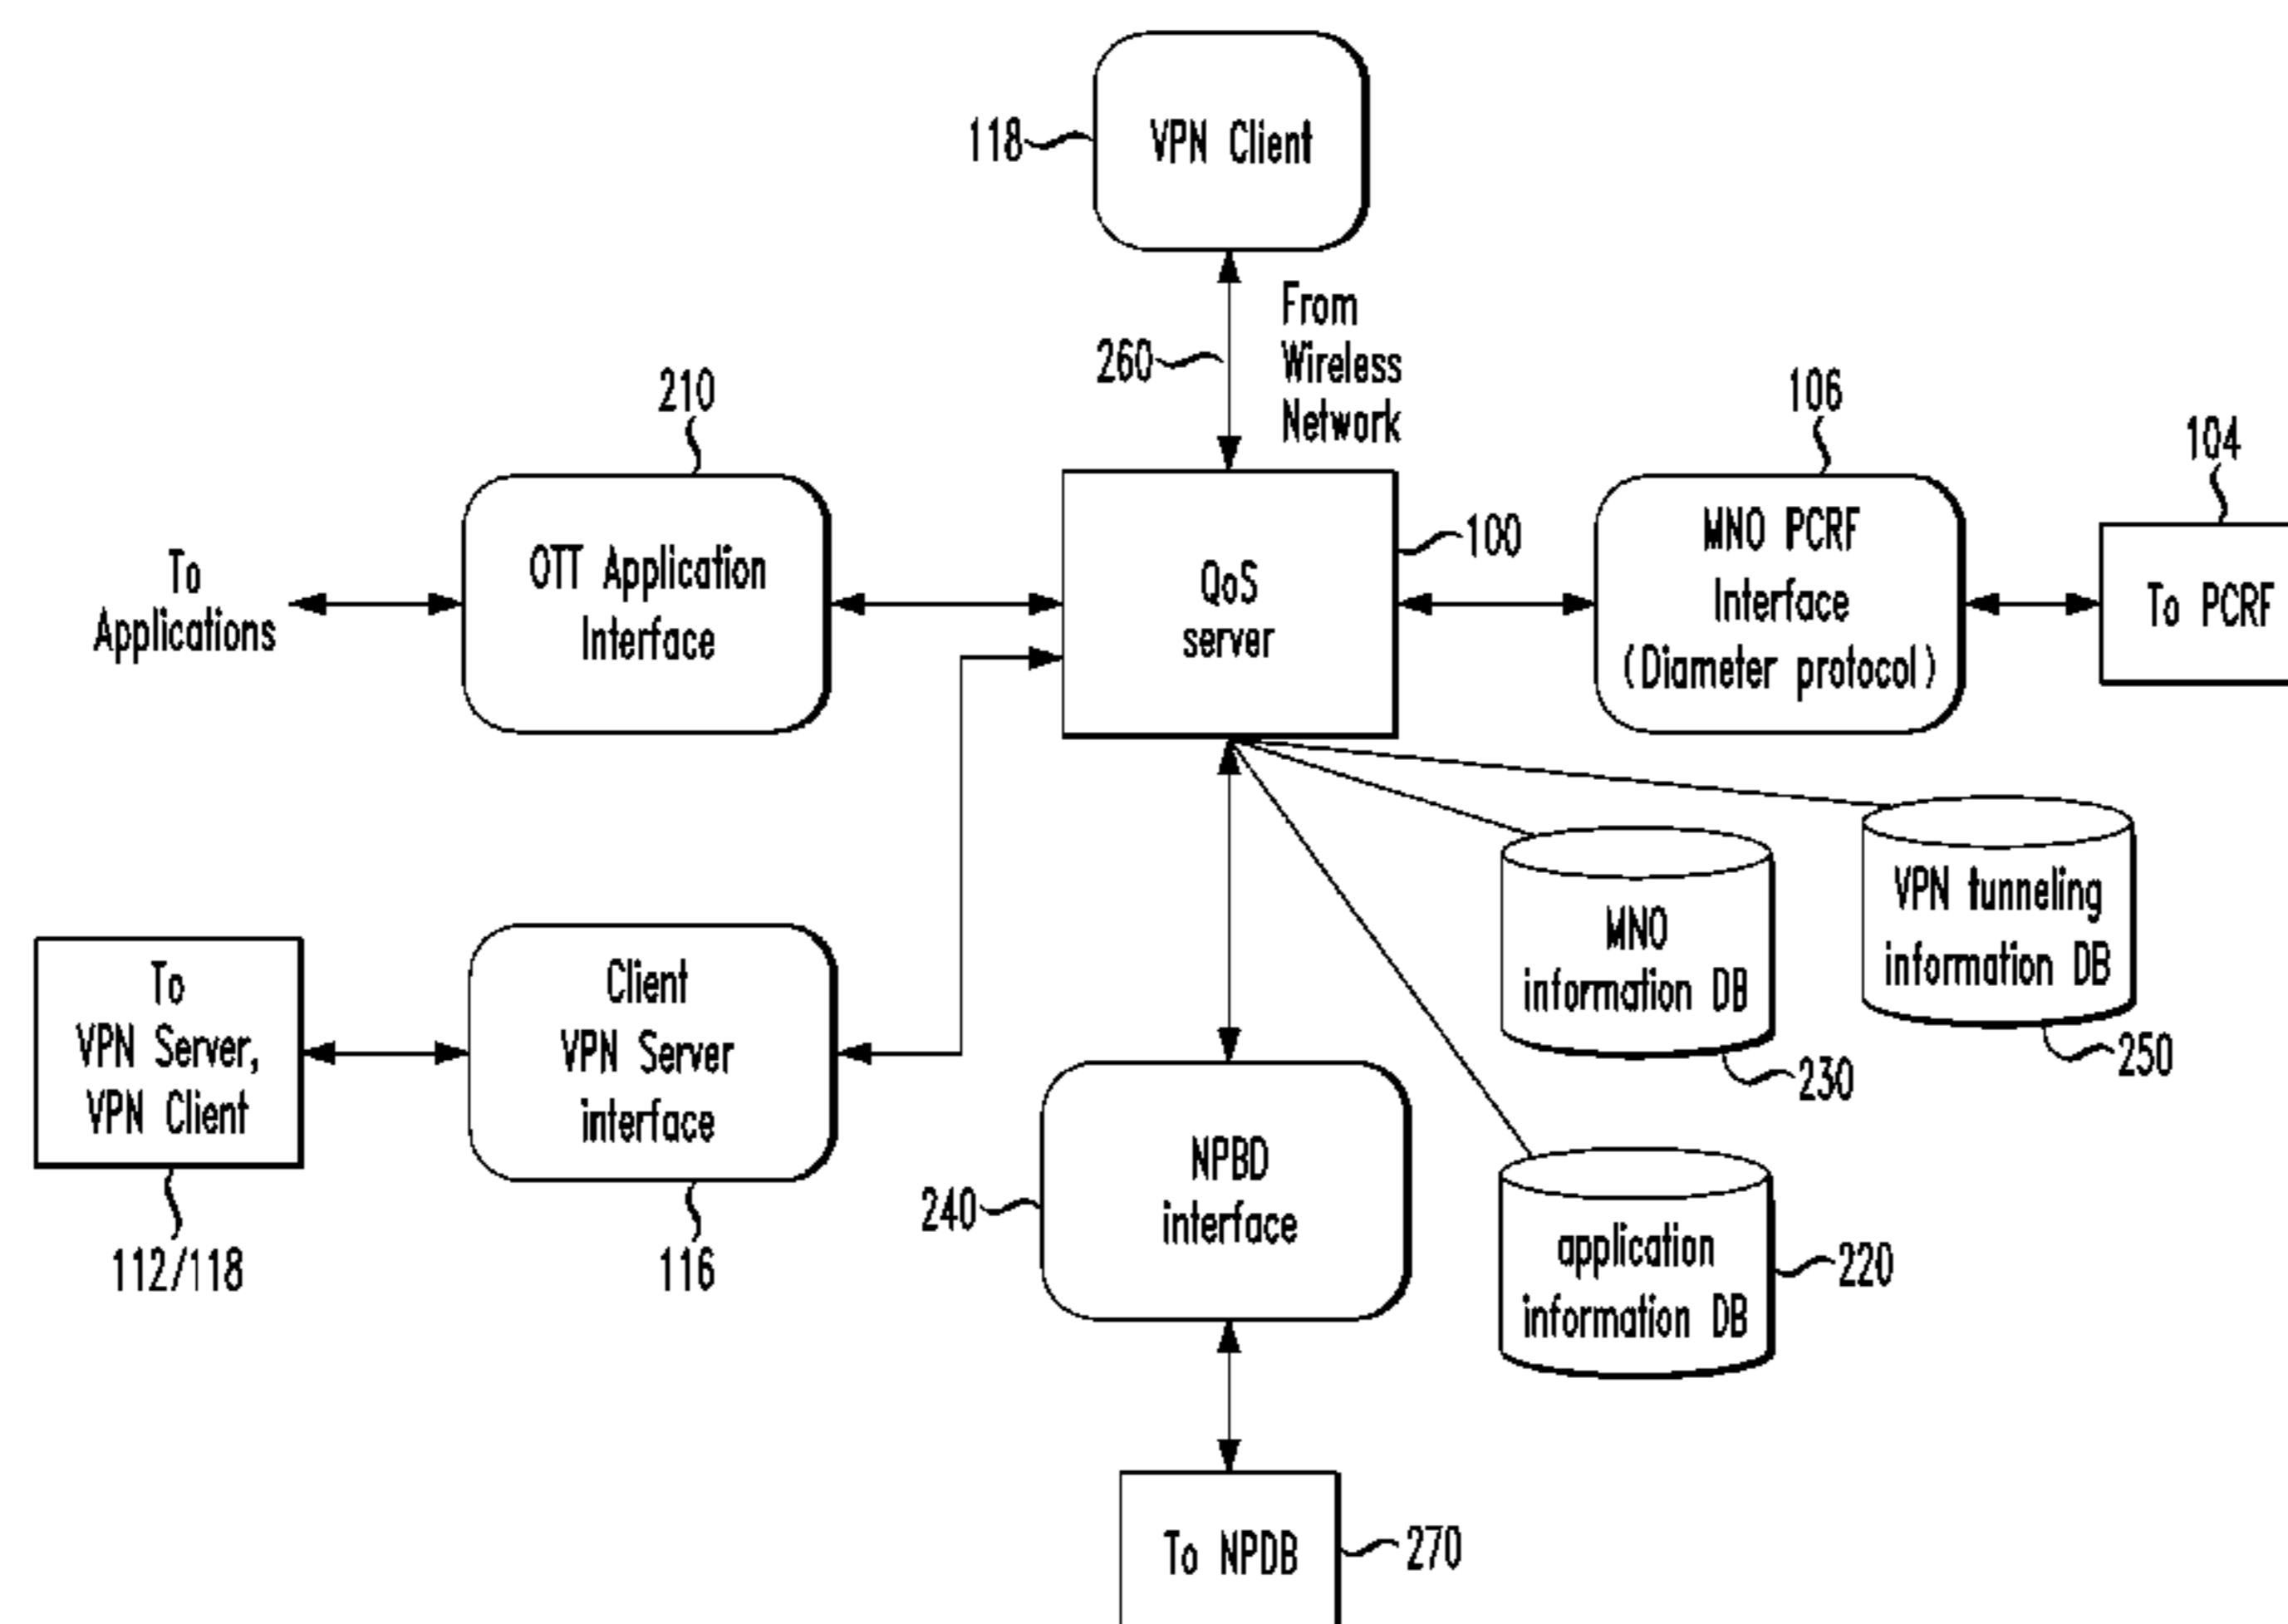 118
VPN Client
260
From
Wireless
Network
210
OTT Application
Interface
To
Applications
QoS
server
100
106
MNO PCRF
Interface
(Diameter protocol)
104
To PCRF
To
VPN Server,
VPN Client
112/118
Client
VPN Server
interface
116
240
NPBD
interface
MNO
information DB
230
VPN tunneling
information DB
250
application
information DB
220
To NPDB
270